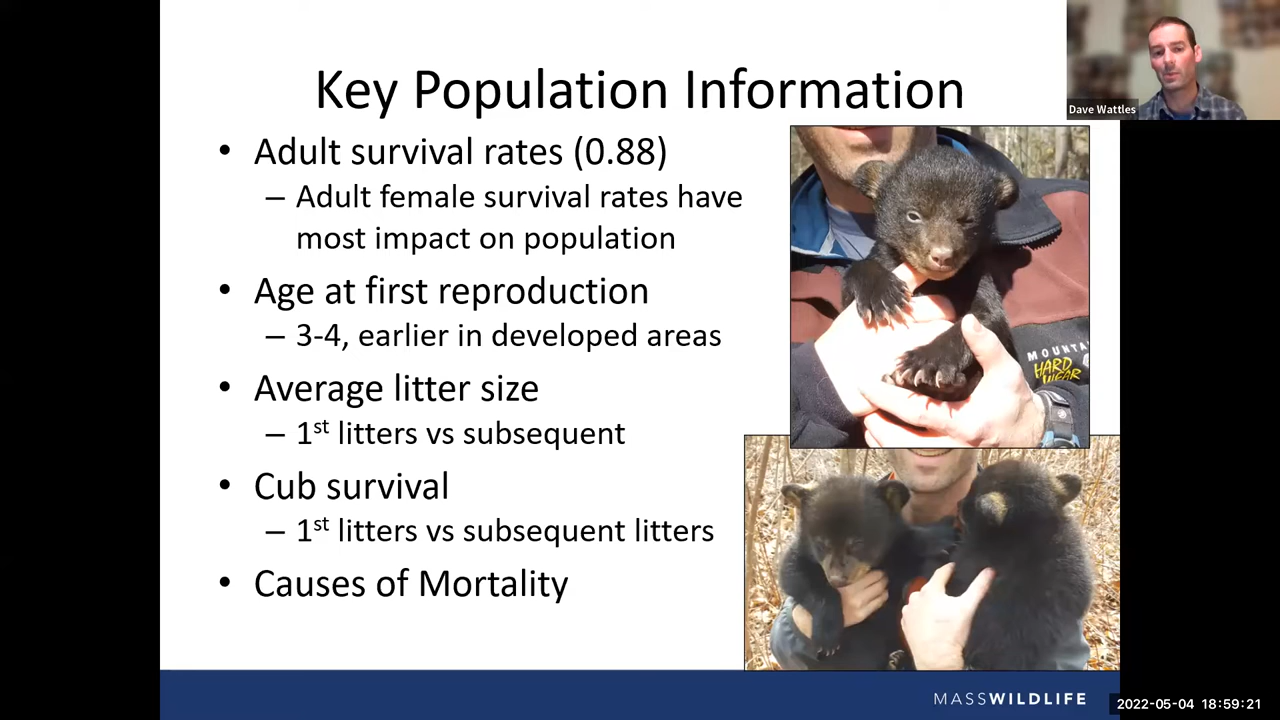 Key Population Information
Dave Wattles
• Adult survival rates (0.88)
– Adult female survival rates have
most impact on population
• Age at first reproduction
– 3-4, earlier in developed areas
• Average litter size
– 1st litters vs subsequent
• Cub survival
– 1st litters vs subsequent litters
• Causes of Mortality
MOUNTA
HARD
WEAR
MASSWILDLIFE
2022-05-04 18:59:21